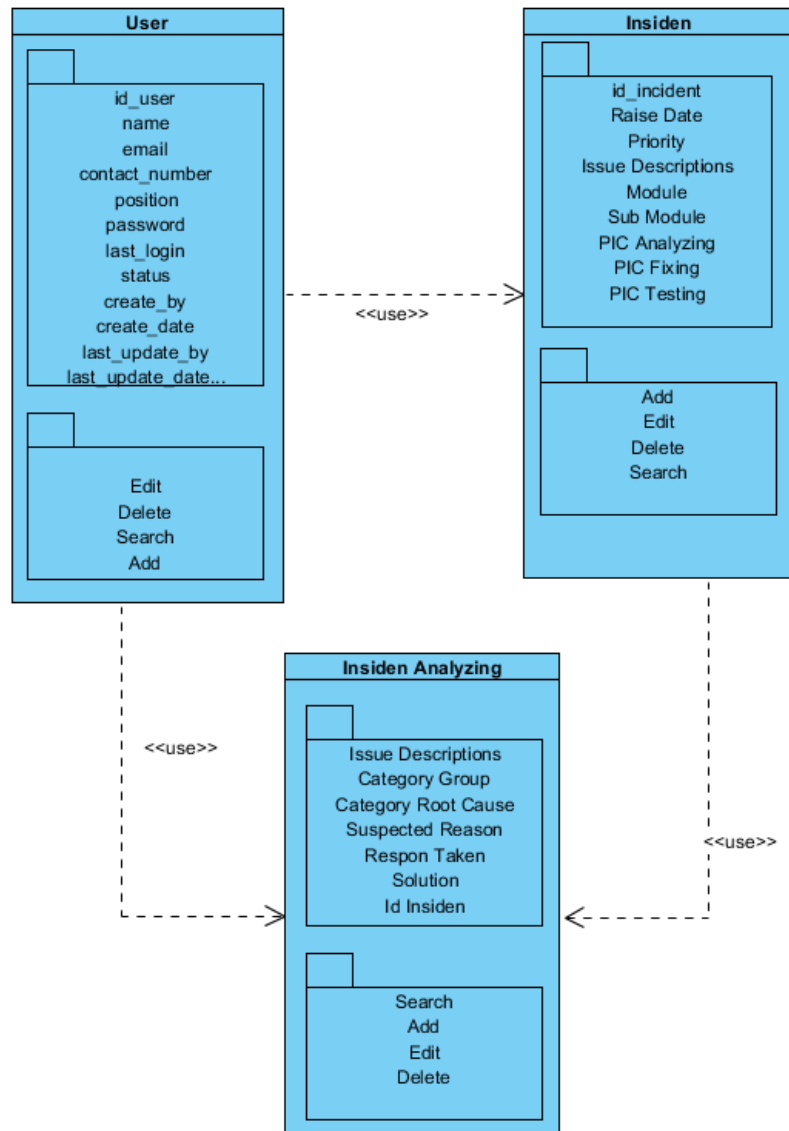 User
id_user
name
email
contact_number
position
password
last_login
status
create_by
create_date
last_update_by
last_update_date...
Edit
Delete
Search
Add
<<use>>
Insiden
id_incident
Raise Date
Priority
Issue Descriptions
Module
Sub Module
PIC Analyzing
PIC Fixing
PIC Testing
Add
Edit
Delete
Search
<<use>>
Insiden Analyzing
Issue Descriptions
Category Group
Category Root Cause
Suspected Reason
Respon Taken
Solution
Id Insiden
Search
Add
Edit
Delete
<<use>>